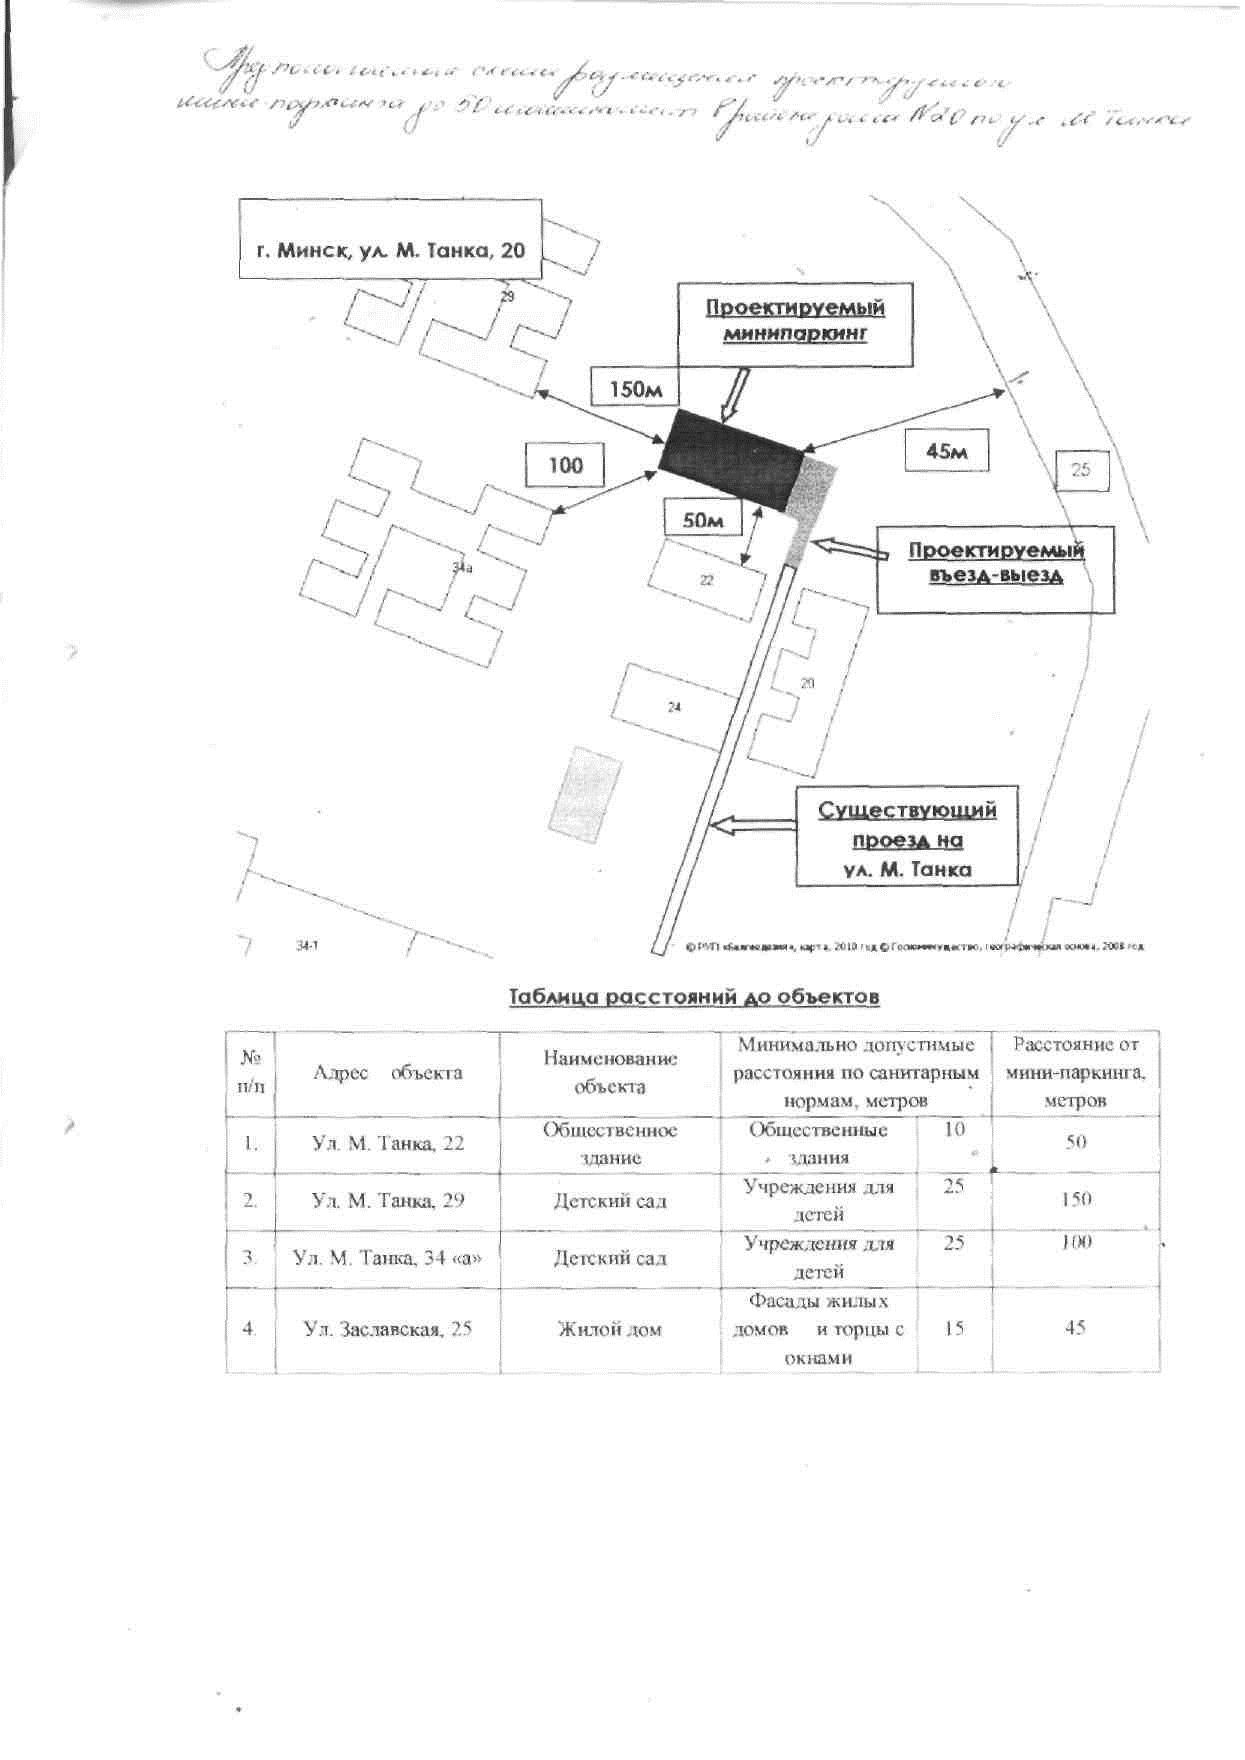 Предполагаемая схема размещения проектируемого
мини-паркинга до 50 машиномест в районе дома №20 по ул М Танка
г. Минск, ул. М. Танка, 20
29
Проектируемый
минипаркинг
150м
100
45м
25
50м
Проектируемый
въезд-выезд
34а
22
20
24
Существующий
проезд на
ул. М. Танка
34-1
© РУП «Белгеодезия», карта, 2010 год © Госкомимущество, географическая основа, 2008 год
Таблица расстояний до объектов
№ п/п Адрес объекта Наименование объекта Минимально допустимые расстояния по санитарным нормам, метров Расстояние от мини-паркинга, метров
1. Ул. М. Танка, 22 Общественное здание Общественные здания 10 50
2. Ул. М. Танка, 29 Детский сад Учреждения для детей 25 150
3. Ул. М. Танка, 34 «а» Детский сад Учреждения для детей 25 100
4. Ул. Заславская, 25 Жилой дом Фасады жилых домов и торцы с окнами 15 45